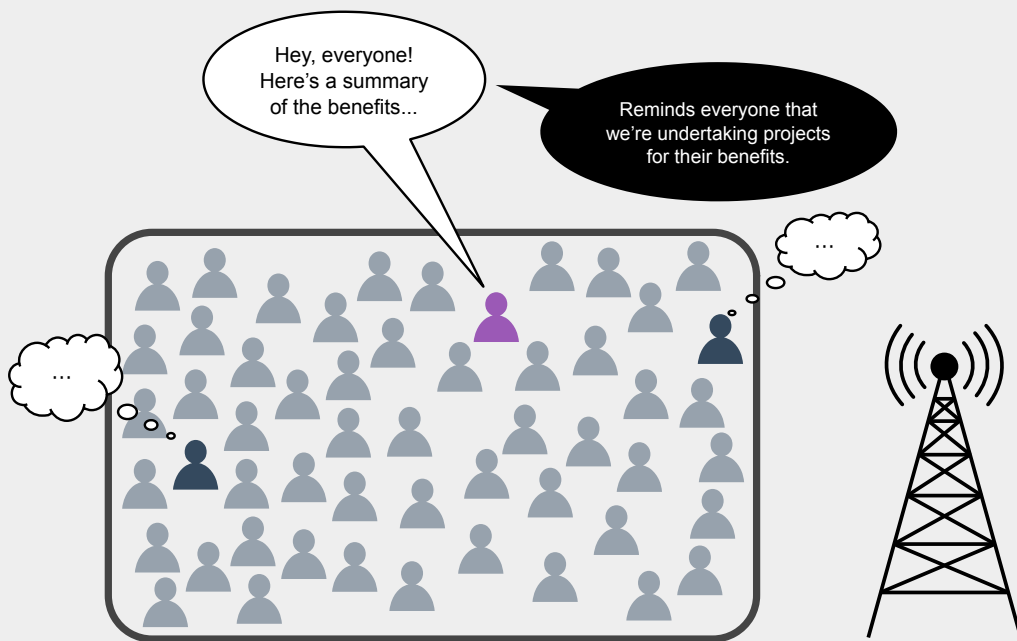 Hey, everyone!
Here’s a summary
of the benefits...
Reminds everyone that
we’re undertaking projects
for their benefits.
...
...